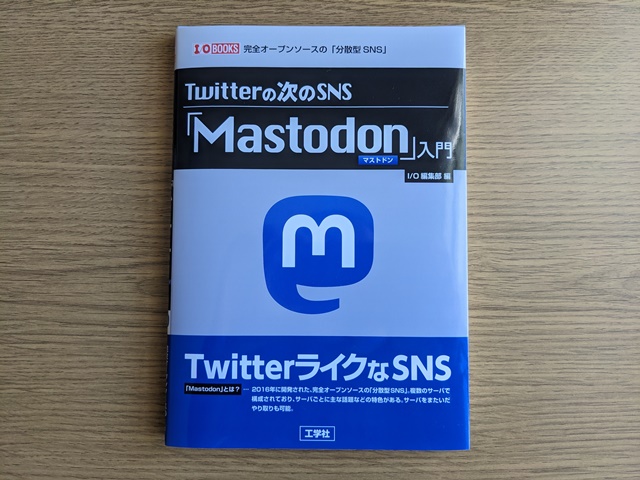 I O BOOKS 完全オープンソースの「分散型 SNS」
Twitterの次のSNS
「Mastodon」入門
マストドン
I/O 編集部 編
m
TwitterライクなSNS
「Mastodon」とは? ― 2016年に開発された、完全オープンソースの「分散型SNS」。複数のサーバで
構成されており、サーバごとに主な話題などの特色がある。サーバをまたいだ
やり取りも可能。
工学社